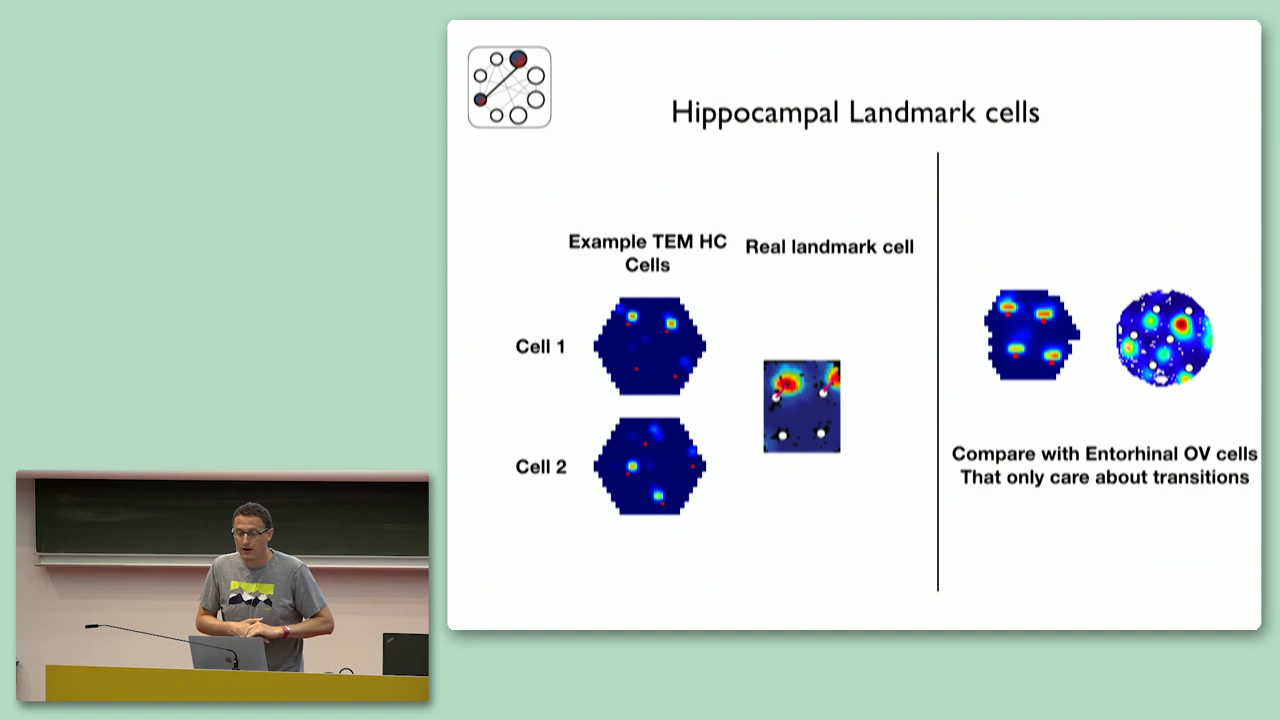 Hippocampal Landmark cells
Example TEM HC
Cells
Real landmark cell
Cell 1
Cell 2
Compare with Entorhinal OV cells
That only care about transitions